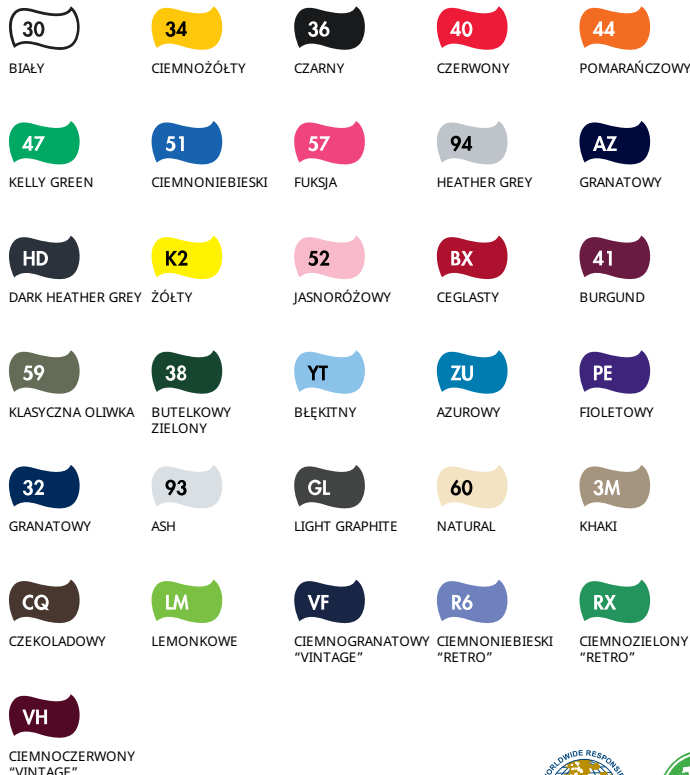 30 34 36 40 44
BIAŁY CIEMNOŻÓŁTY CZARNY CZERWONY POMARAŃCZOWY
47 51 57 94 AZ
KELLY GREEN CIEMNONIEBIESKI FUKSJA HEATHER GREY GRANATOWY
HD K2 52 BX 41
DARK HEATHER GREY ŻÓŁTY JASNORÓŻOWY CEGLASTY BURGUND
59 38 YT ZU PE
KLASYCZNA OLIWKA BUTELKOWY BŁĘKITNY AZUROWY FIOLETOWY
ZIELONY
32 93 GL 60 3M
GRANATOWY ASH LIGHT GRAPHITE NATURAL KHAKI
CQ LM VF R6 RX
CZEKOLADOWY LEMONKOWE CIEMNOGRANATOWY CIEMNONIEBIESKI CIEMNOZIELONY
“VINTAGE” “RETRO” “RETRO”
VH
CIEMNOCZERWONY
“VINTAGE”